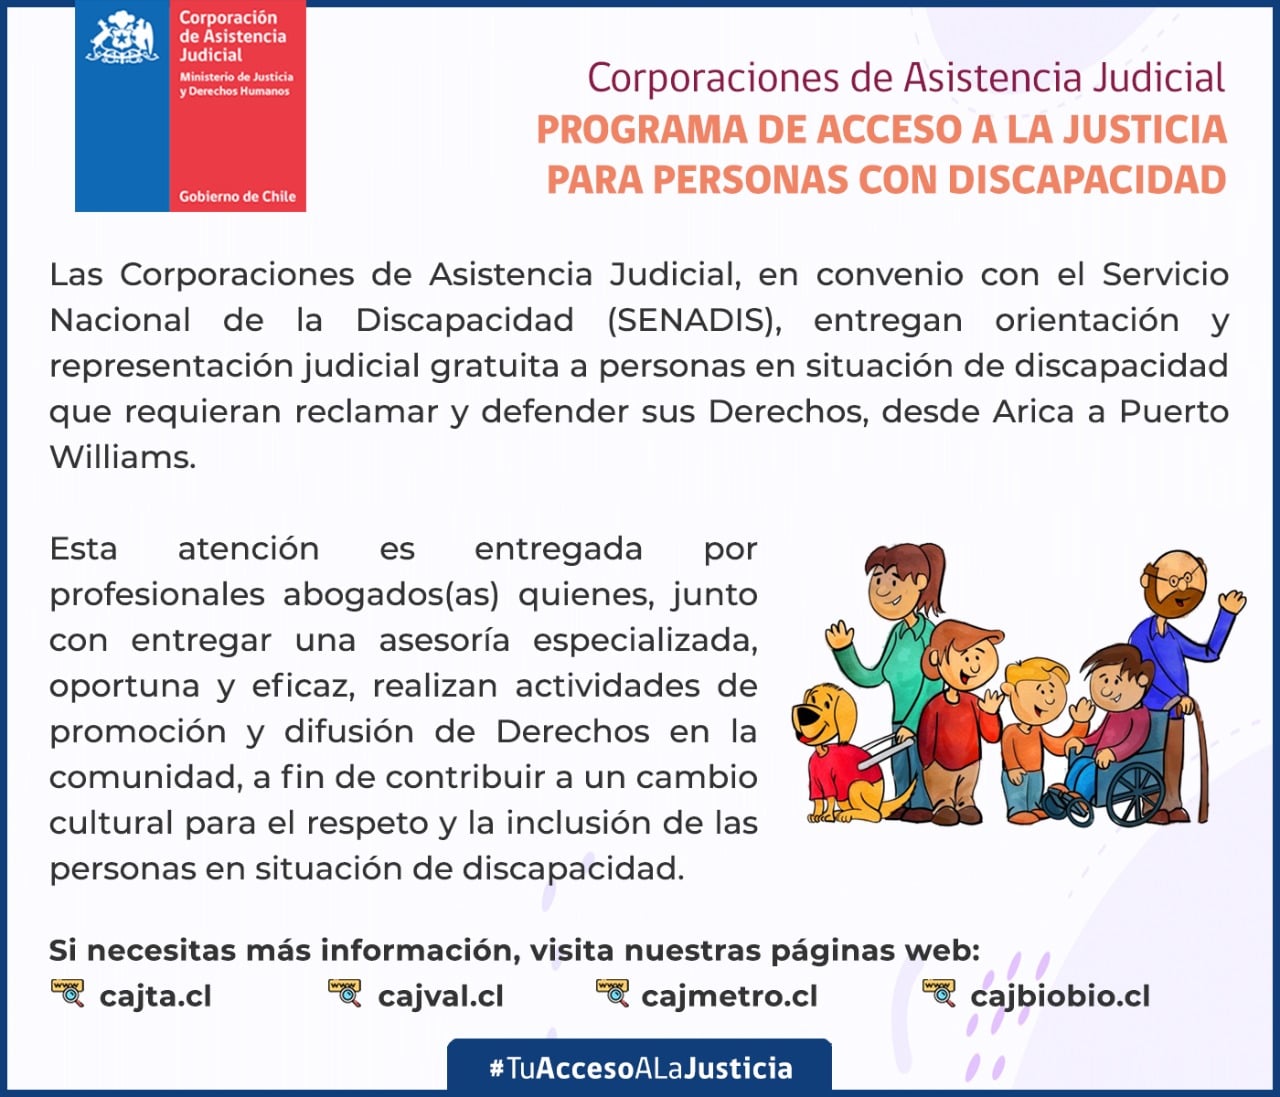 Corporación
de Asistencia
Judicial
Ministerio de Justicia
y Derechos Humanos
Gobierno de Chile
Corporaciones de Asistencia Judicial
PROGRAMA DE ACCESO A LA JUSTICIA
PARA PERSONAS CON DISCAPACIDAD
Las Corporaciones de Asistencia Judicial, en convenio con el Servicio
Nacional de la Discapacidad (SENADIS), entregan orientación y
representación judicial gratuita a personas en situación de discapacidad
que requieran reclamar y defender sus Derechos, desde Arica a Puerto
Williams.
Esta atención es entregada por
profesionales abogados(as) quienes, junto
con entregar una asesoría especializada,
oportuna y eficaz, realizan actividades de
promoción y difusión de Derechos en la
comunidad, a fin de contribuir a un cambio
cultural para el respeto y la inclusión de las
personas en situación de discapacidad.
Si necesitas más información, visita nuestras páginas web:
www cajta.cl www cajval.cl www cajmetro.cl www cajbiobio.cl
#TuAccesoALaJusticia